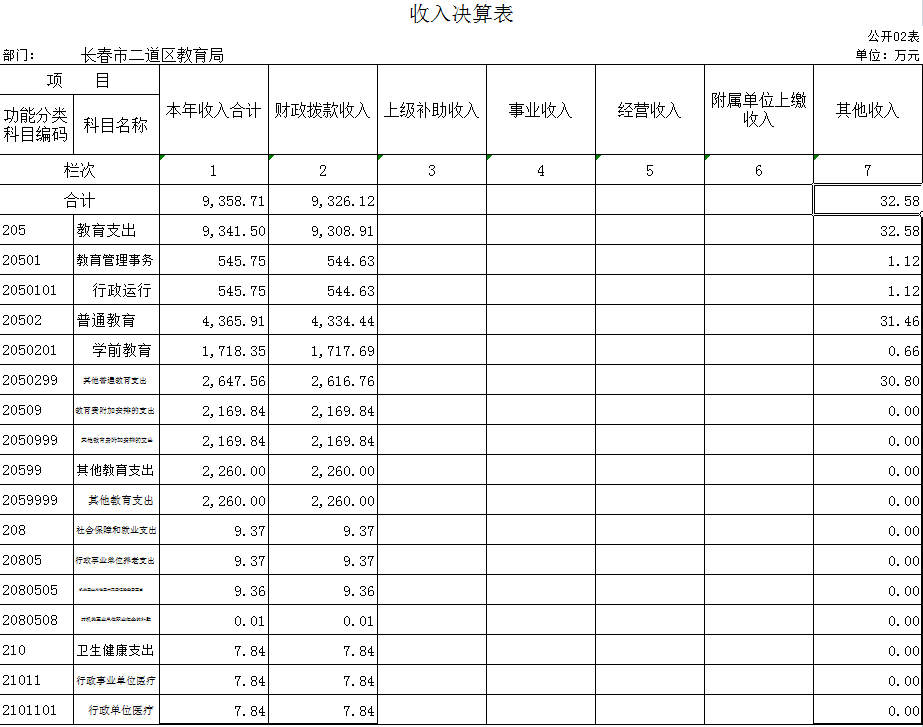 收入决算表
公开02表
部门： 长春市二道区教育局 单位：万元
项 目 本年收入合计 财政拨款收入 上级补助收入 事业收入 经营收入 附属单位上缴收入 其他收入
功能分类科目编码 科目名称
栏次 1 2 3 4 5 6 7
合计 9,358.71 9,326.12 32.58
205 教育支出 9,341.50 9,308.91 32.58
20501 教育管理事务 545.75 544.63 1.12
2050101 行政运行 545.75 544.63 1.12
20502 普通教育 4,365.91 4,334.44 31.46
2050201 学前教育 1,718.35 1,717.69 0.66
2050299 其他普通教育支出 2,647.56 2,616.76 30.80
20509 教育费附加安排的支出 2,169.84 2,169.84 0.00
2050999 其他教育费附加安排的支出 2,169.84 2,169.84 0.00
20599 其他教育支出 2,260.00 2,260.00 0.00
2059999 其他教育支出 2,260.00 2,260.00 0.00
208 社会保障和就业支出 9.37 9.37 0.00
20805 行政事业单位养老支出 9.37 9.37 0.00
2080505 9.36 9.36 0.00
2080508 0.01 0.01 0.00
210 卫生健康支出 7.84 7.84 0.00
21011 行政事业单位医疗 7.84 7.84 0.00
2101101 行政单位医疗 7.84 7.84 0.00